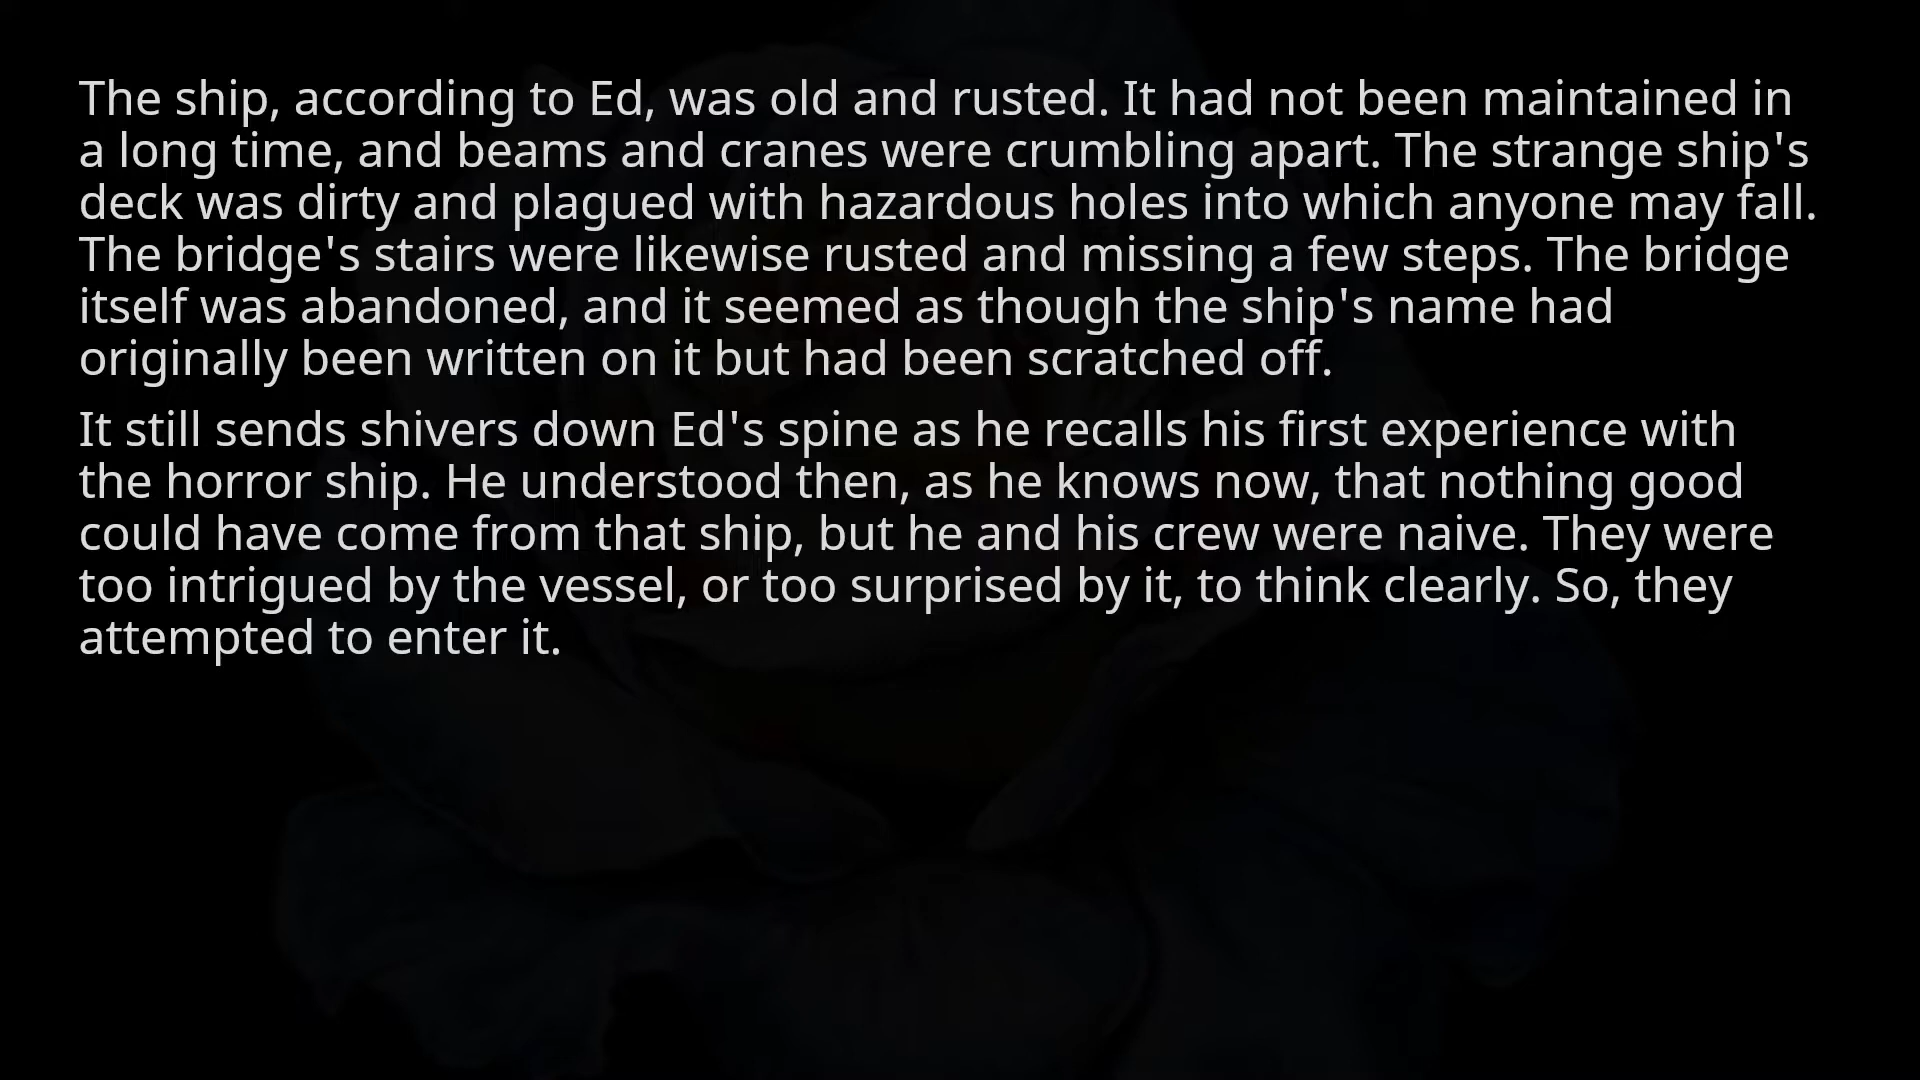 The ship, according to Ed, was old and rusted. It had not been maintained in
a long time, and beams and cranes were crumbling apart. The strange ship's
deck was dirty and plagued with hazardous holes into which anyone may fall.
The bridge's stairs were likewise rusted and missing a few steps. The bridge
itself was abandoned, and it seemed as though the ship's name had
originally been written on it but had been scratched off.
It still sends shivers down Ed's spine as he recalls his first experience with
the horror ship. He understood then, as he knows now, that nothing good
could have come from that ship, but he and his crew were naive. They were
too intrigued by the vessel, or too surprised by it, to think clearly. So, they
attempted to enter it.